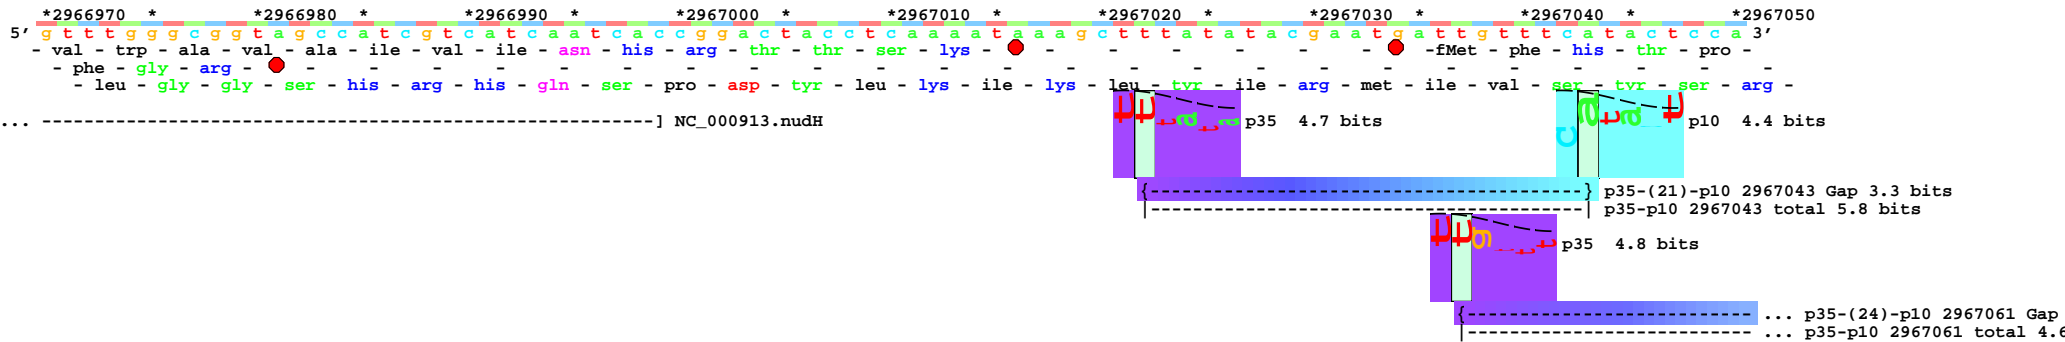 *2966970 * *2966980 * *2966990 * *2967000 * *2967010 * *2967020 * *2967030 * *2967040 * *2967050
5' g t t t g g g c g g t a g c c a t c g t c a t c a a t c a c c g g a c t a c c t c a a a a t a a a g c t t t a t a t a c g a a t g a t t g t t t c a t a c t c c a 3'
- val - trp - ala - val - ala - ile - val - ile - asn - his - arg - thr - thr - ser - lys - - - - - - -fMet - phe - his - thr - pro -
- phe - gly - arg - - - - - - - - - - - - - - - - - - - - - - - -
- leu - gly - gly - ser - his - arg - his - gln - ser - pro - asp - tyr - leu - lys - ile - lys - leu - tyr - ile - arg - met - ile - val - ser - tyr - ser - arg -
... ---------------------------------------------------------] NC_000913.nudH
t t t a t a p35 4.7 bits
c a t a t p10 4.4 bits
{-----------------------------------------} p35-(21)-p10 2967043 Gap 3.3 bits
|-----------------------------------------| p35-p10 2967043 total 5.8 bits
t t g t t t p35 4.8 bits
{--------------------------- ... p35-(24)-p10 2967061 Gap
|--------------------------- ... p35-p10 2967061 total 4.6